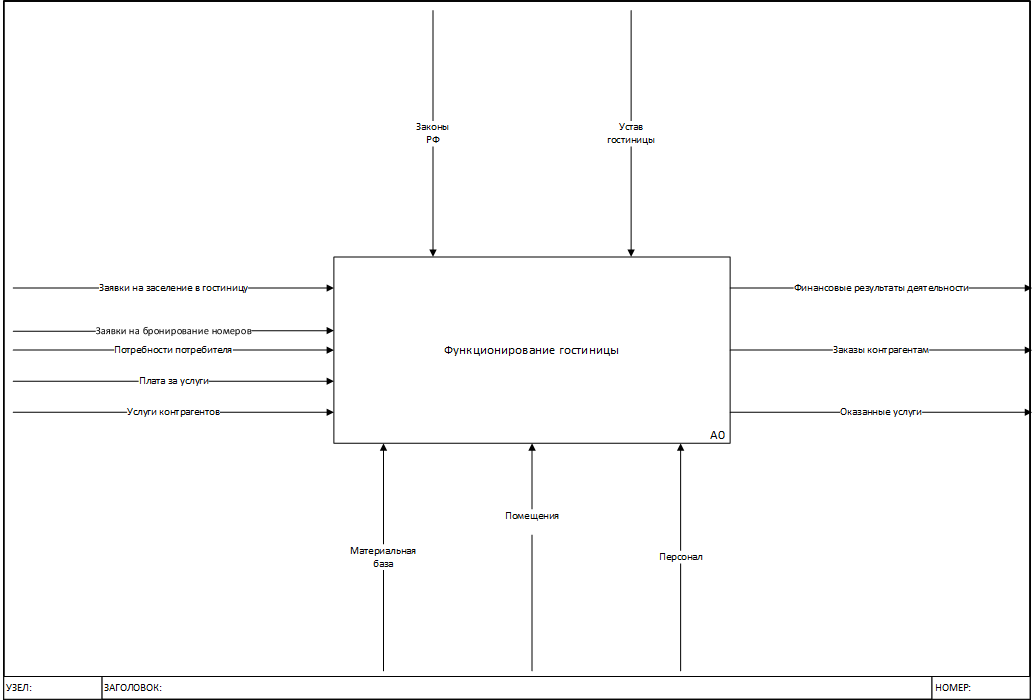 Законы
РФ
Устав
гостиницы
Заявки на заселение в гостиницу
Финансовые результаты деятельности
Заявки на бронирование номеров
Потребности потребителя
Функционирование гостиницы
Заказы контрагентам
Плата за услуги
Услуги контрагентов
Оказанные услуги
A0
Помещения
Материальная
база
Персонал
УЗЕЛ:
ЗАГОЛОВОК:
НОМЕР: